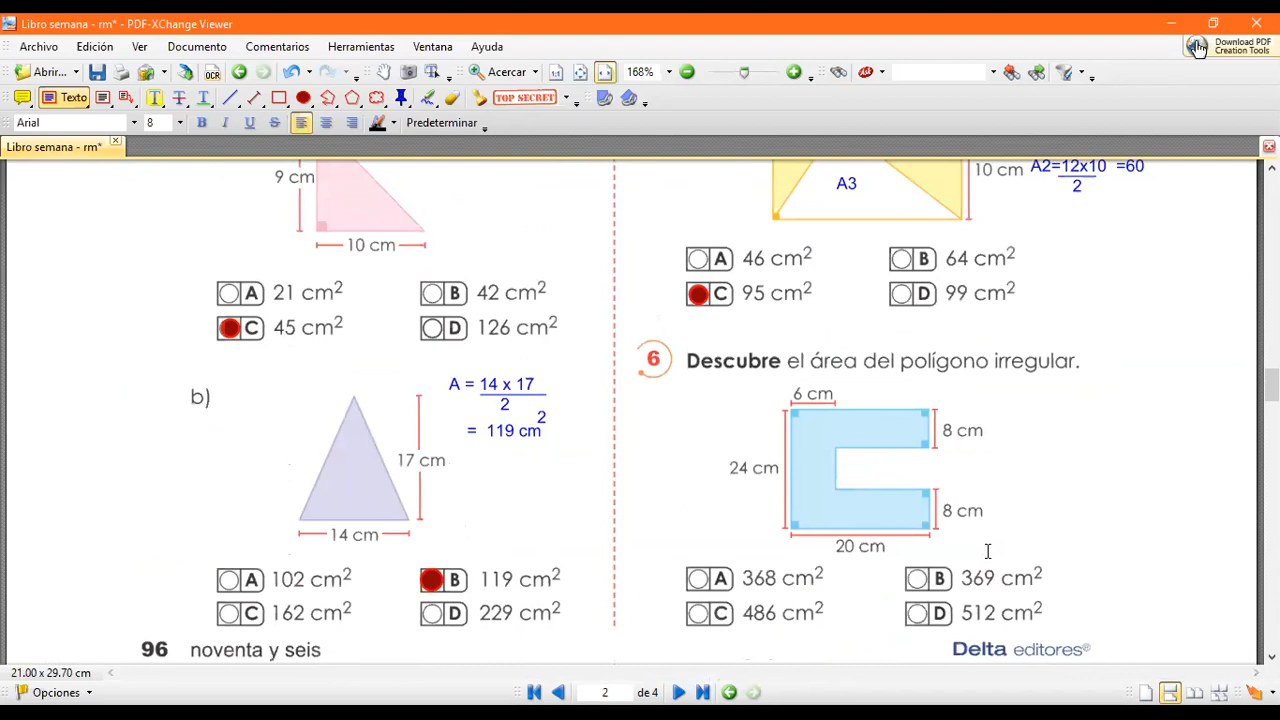 Libro semana - rm* - PDF-XChange Viewer
Archivo Edición Ver Documento Comentarios Herramientas Ventana Ayuda
Download PDF
Creation Tools
Abrir... OCR Acercar 1:1 168%
Texto TOP SECRET
Arial 8 B I U S Predeterminar
Libro semana - rm*
9 cm
10 cm
A 21 cm²
B 42 cm²
C 45 cm²
D 126 cm²
b)
A = 14 x 17
2
2
= 119 cm
17 cm
14 cm
A 102 cm²
B 119 cm²
C 162 cm²
D 229 cm²
96 noventa y seis
A3
10 cm
A2=12x10 =60
2
A 46 cm²
B 64 cm²
C 95 cm²
D 99 cm²
6 Descubre el área del polígono irregular.
6 cm
8 cm
24 cm
8 cm
20 cm
A 368 cm²
B 369 cm²
C 486 cm²
D 512 cm²
Delta editores®
21.00 x 29.70 cm
Opciones 2 de 4